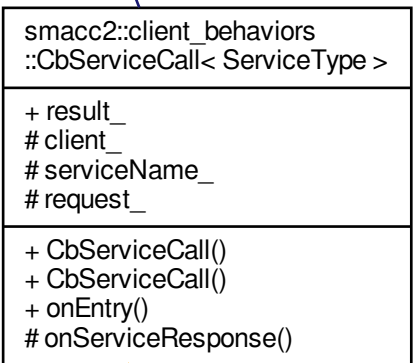 smacc2::client_behaviors
::CbServiceCall< ServiceType >
+ result_
# client_
# serviceName_
# request_
+ CbServiceCall()
+ CbServiceCall()
+ onEntry()
# onServiceResponse()